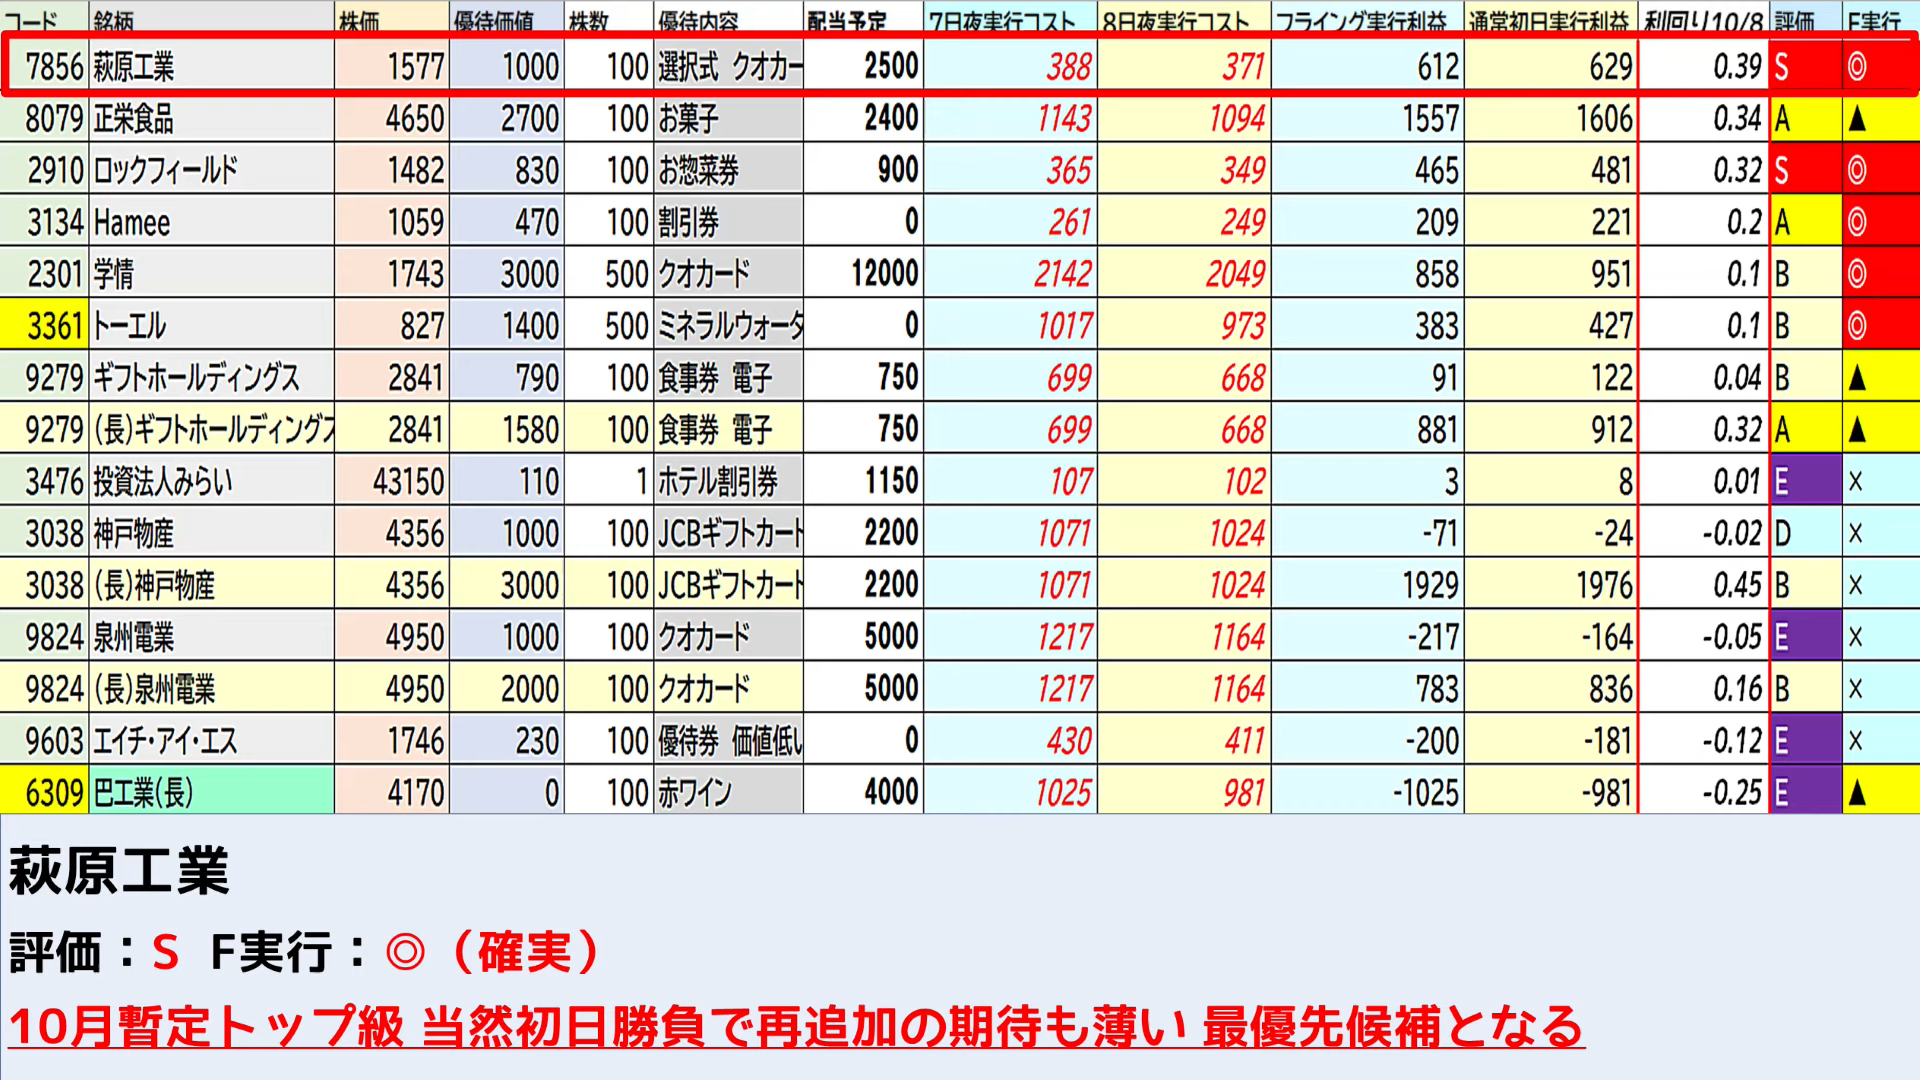 コード 銘柄 株価 優待価値 株数 優待内容 配当予定 7日夜実行コスト 8日夜実行コスト フライング実行利益 通常初日実行利益 利回り10/8 評価 F実行
7856 萩原工業 1577 1000 100 選択式 クオカー 2500 388 371 612 629 0.39 S ◎
8079 正栄食品 4650 2700 100 お菓子 2400 1143 1094 1557 1606 0.34 A ▲
2910 ロックフィールド 1482 830 100 お惣菜券 900 365 349 465 481 0.32 S ◎
3134 Hamee 1059 470 100 割引券 0 261 249 209 221 0.2 A ◎
2301 学情 1743 3000 500 クオカード 12000 2142 2049 858 951 0.1 B ◎
3361 トーエル 827 1400 500 ミネラルウォータ 0 1017 973 383 427 0.1 B ◎
9279 ギフトホールディングス 2841 790 100 食事券 電子 750 699 668 91 122 0.04 B ▲
9279 (長)ギフトホールディングス 2841 1580 100 食事券 電子 750 699 668 881 912 0.32 A ▲
3476 投資法人みらい 43150 110 1 ホテル割引券 1150 107 102 3 8 0.01 E ×
3038 神戸物産 4356 1000 100 JCBギフトカート 2200 1071 1024 -71 -24 -0.02 D ×
3038 (長)神戸物産 4356 3000 100 JCBギフトカート 2200 1071 1024 1929 1976 0.45 B ×
9824 泉州電業 4950 1000 100 クオカード 5000 1217 1164 -217 -164 -0.05 E ×
9824 (長)泉州電業 4950 2000 100 クオカード 5000 1217 1164 783 836 0.16 B ×
9603 エイチ・アイ・エス 1746 230 100 優待券 価値低い 0 430 411 -200 -181 -0.12 E ×
6309 巴工業(長) 4170 0 100 赤ワイン 4000 1025 981 -1025 -981 -0.25 E ▲
萩原工業
評価：S F実行：◎（確実）
10月暫定トップ級 当然初日勝負で再追加の期待も薄い 最優先候補となる